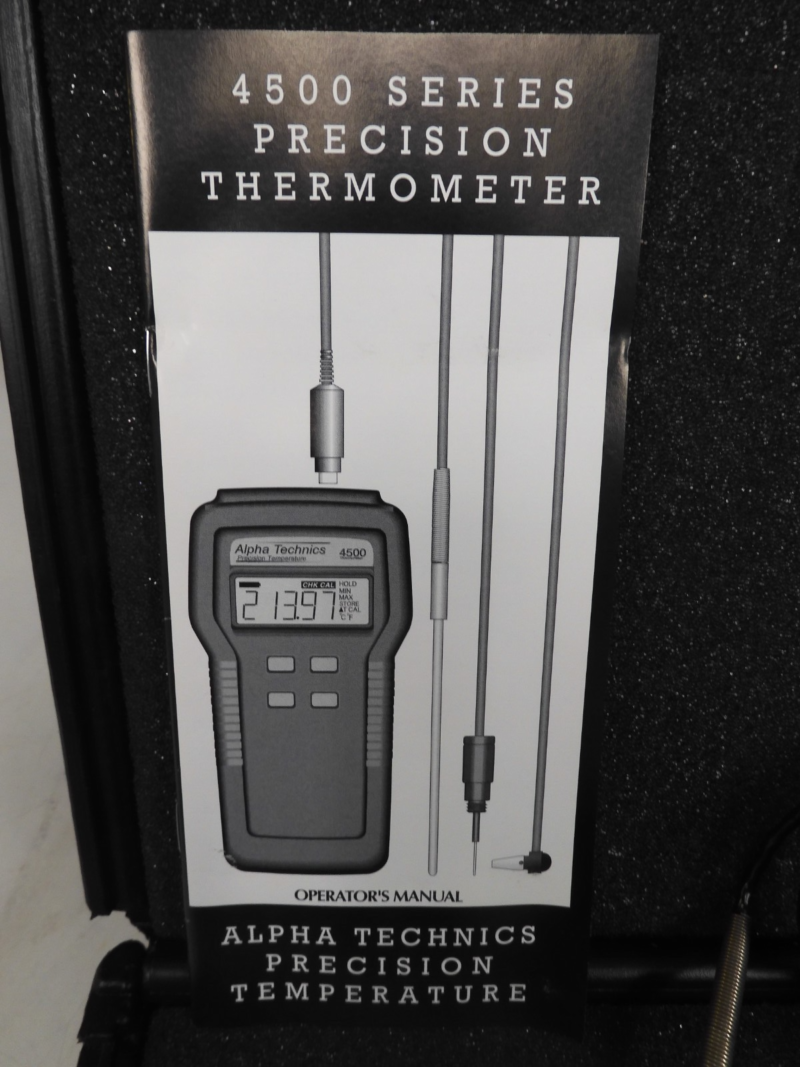 4500 SERIES
PRECISION
THERMOMETER
Alpha Technics
Precision Temperature
4500
CHK CAL
HOLD
MIN
MAX
STORE
ΔT CAL
°C °F
213.97
OPERATOR'S MANUAL
ALPHA TECHNICS
PRECISION
TEMPERATURE